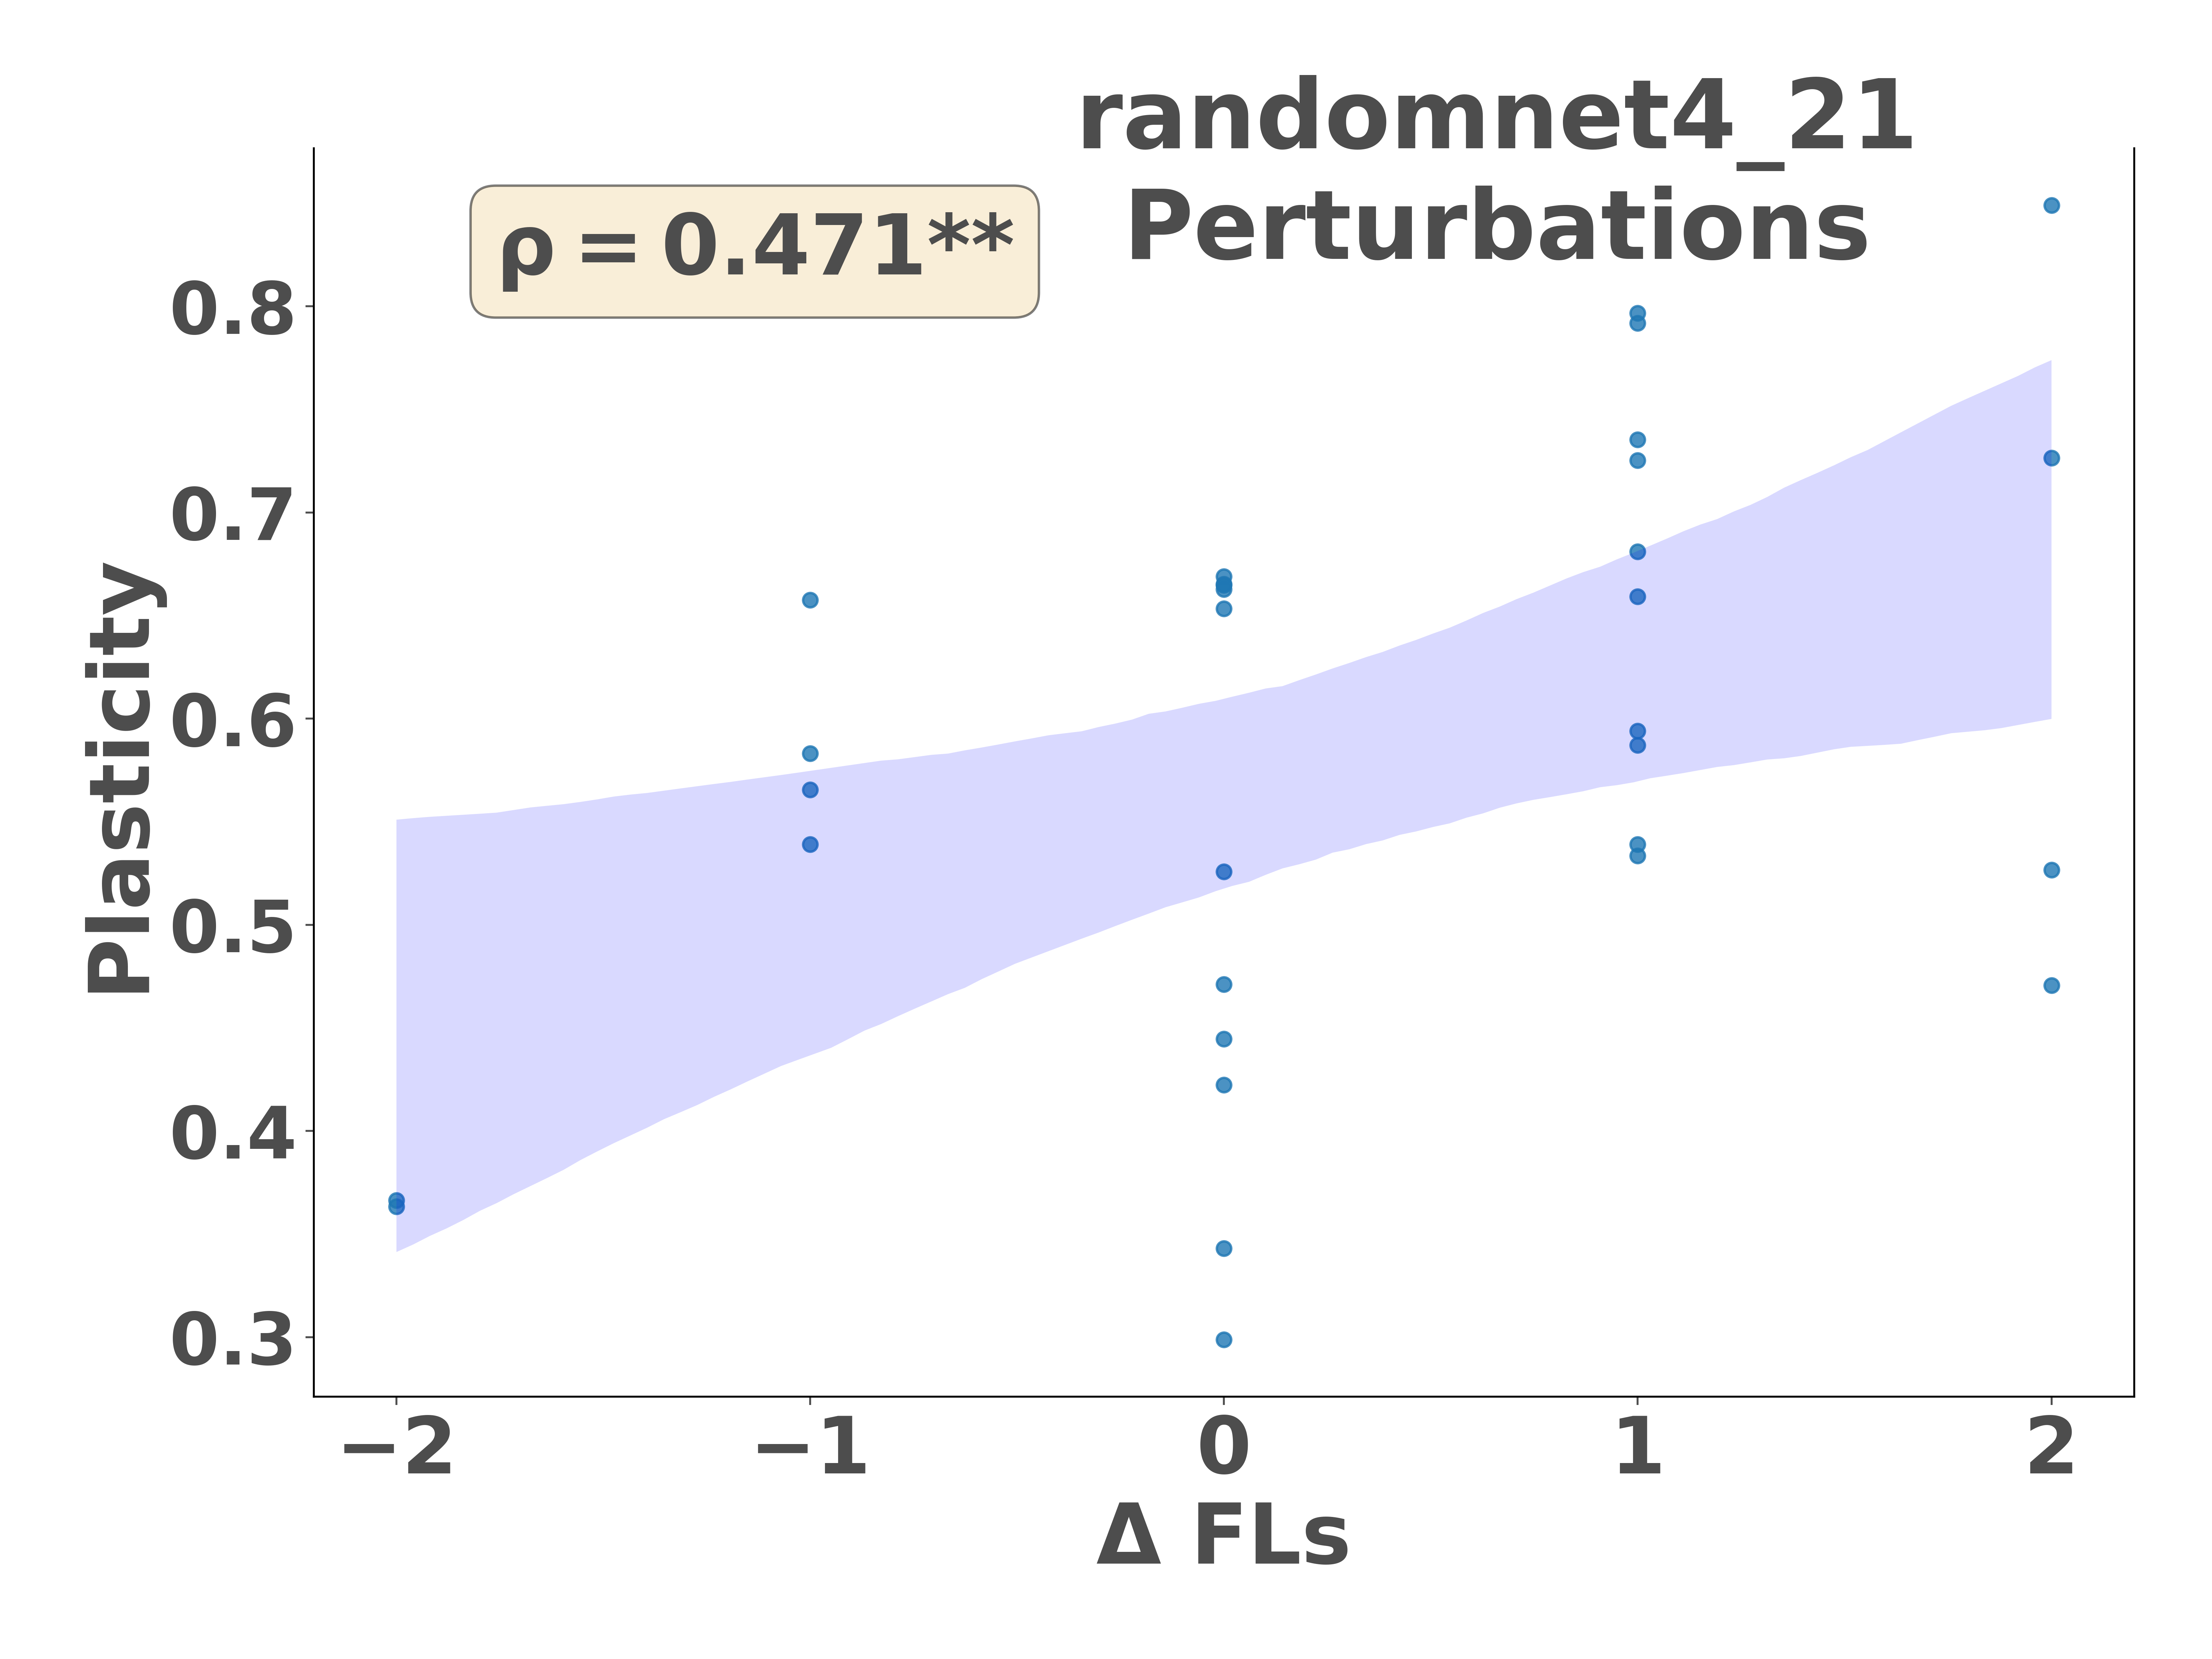 randomnet4_21
Perturbations
ρ = 0.471**
Plasticity
0.8
0.7
0.6
0.5
0.4
0.3
−2 −1 0 1 2
Δ FLs